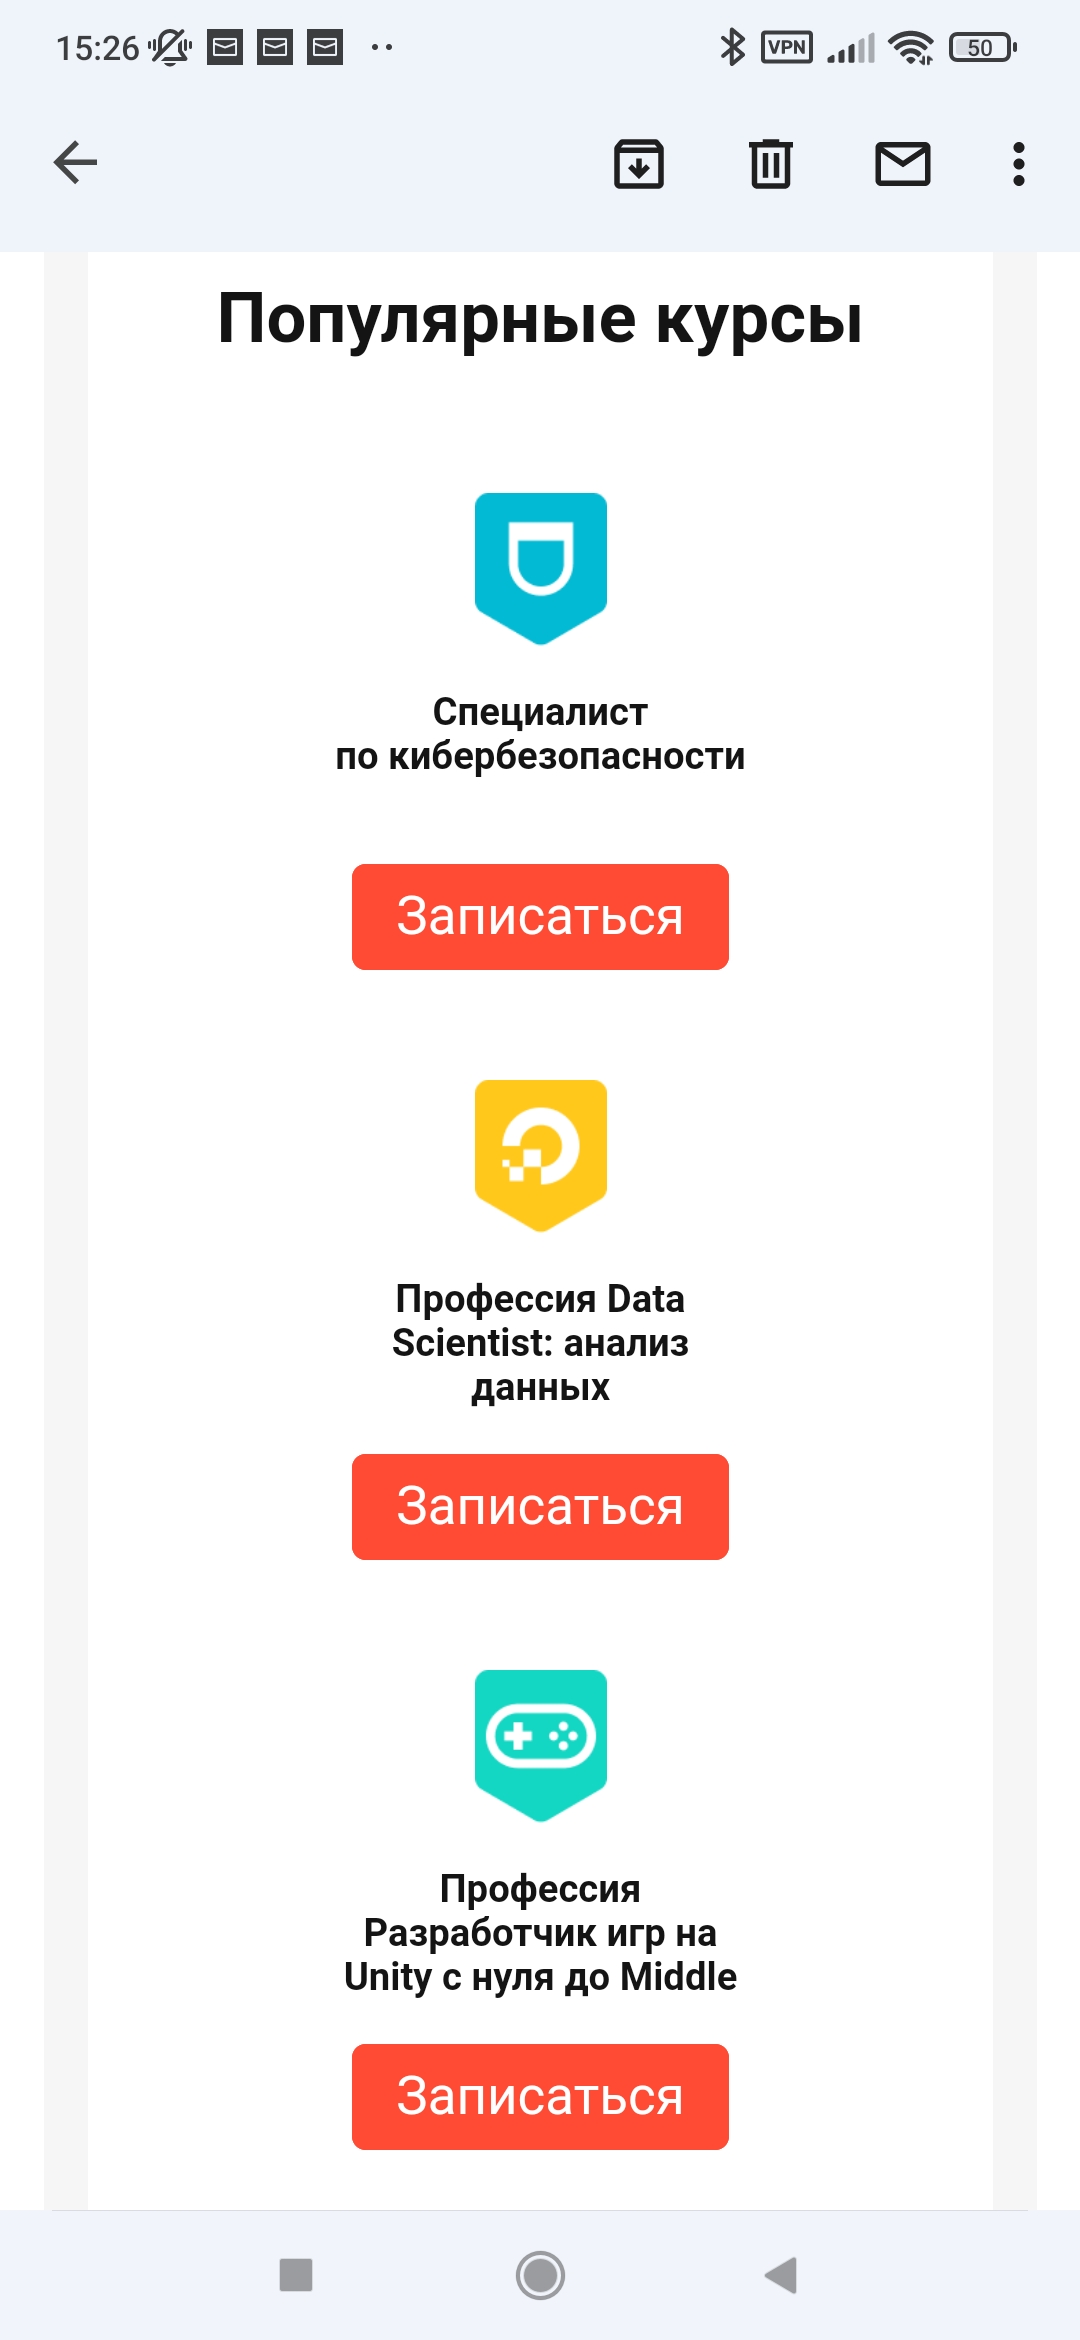 15:26
VPN
50
Популярные курсы
Специалист
по кибербезопасности
Записаться
Профессия Data
Scientist: анализ
данных
Записаться
Профессия
Разработчик игр на
Unity с нуля до Middle
Записаться